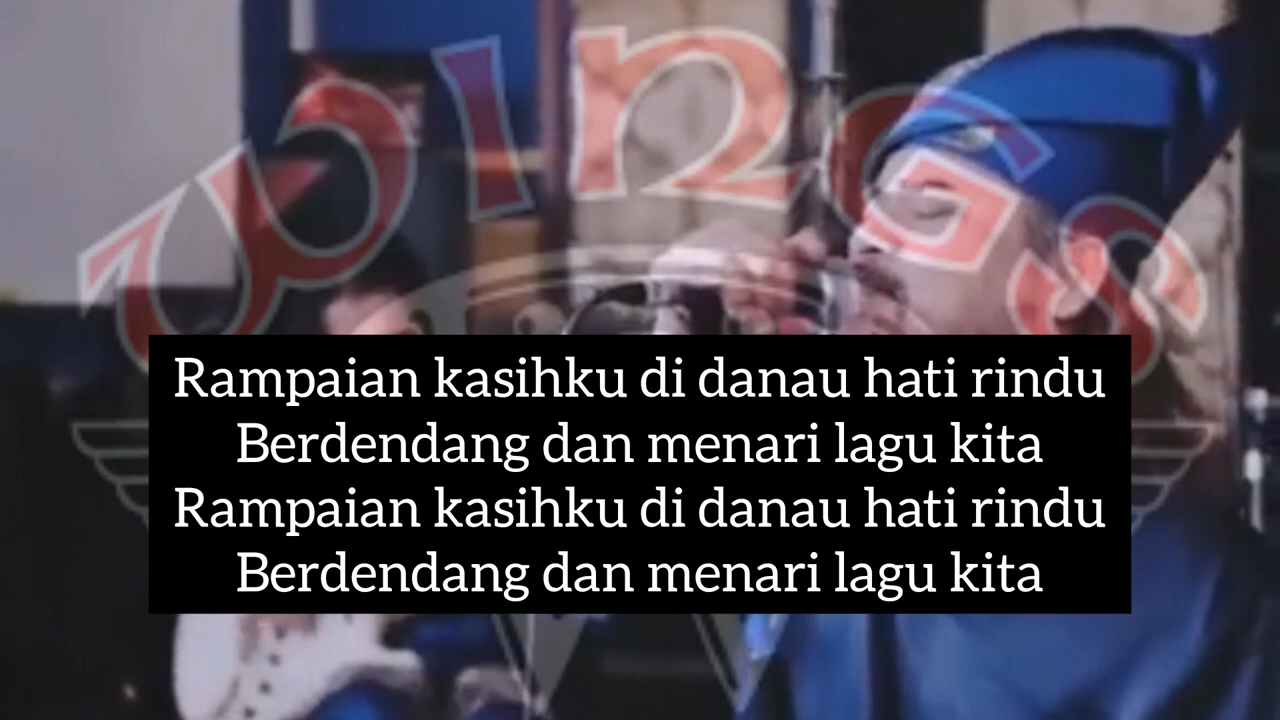 Wings
Rampaian kasihku di danau hati rindu
Berdendang dan menari lagu kita
Rampaian kasihku di danau hati rindu
Berdendang dan menari lagu kita